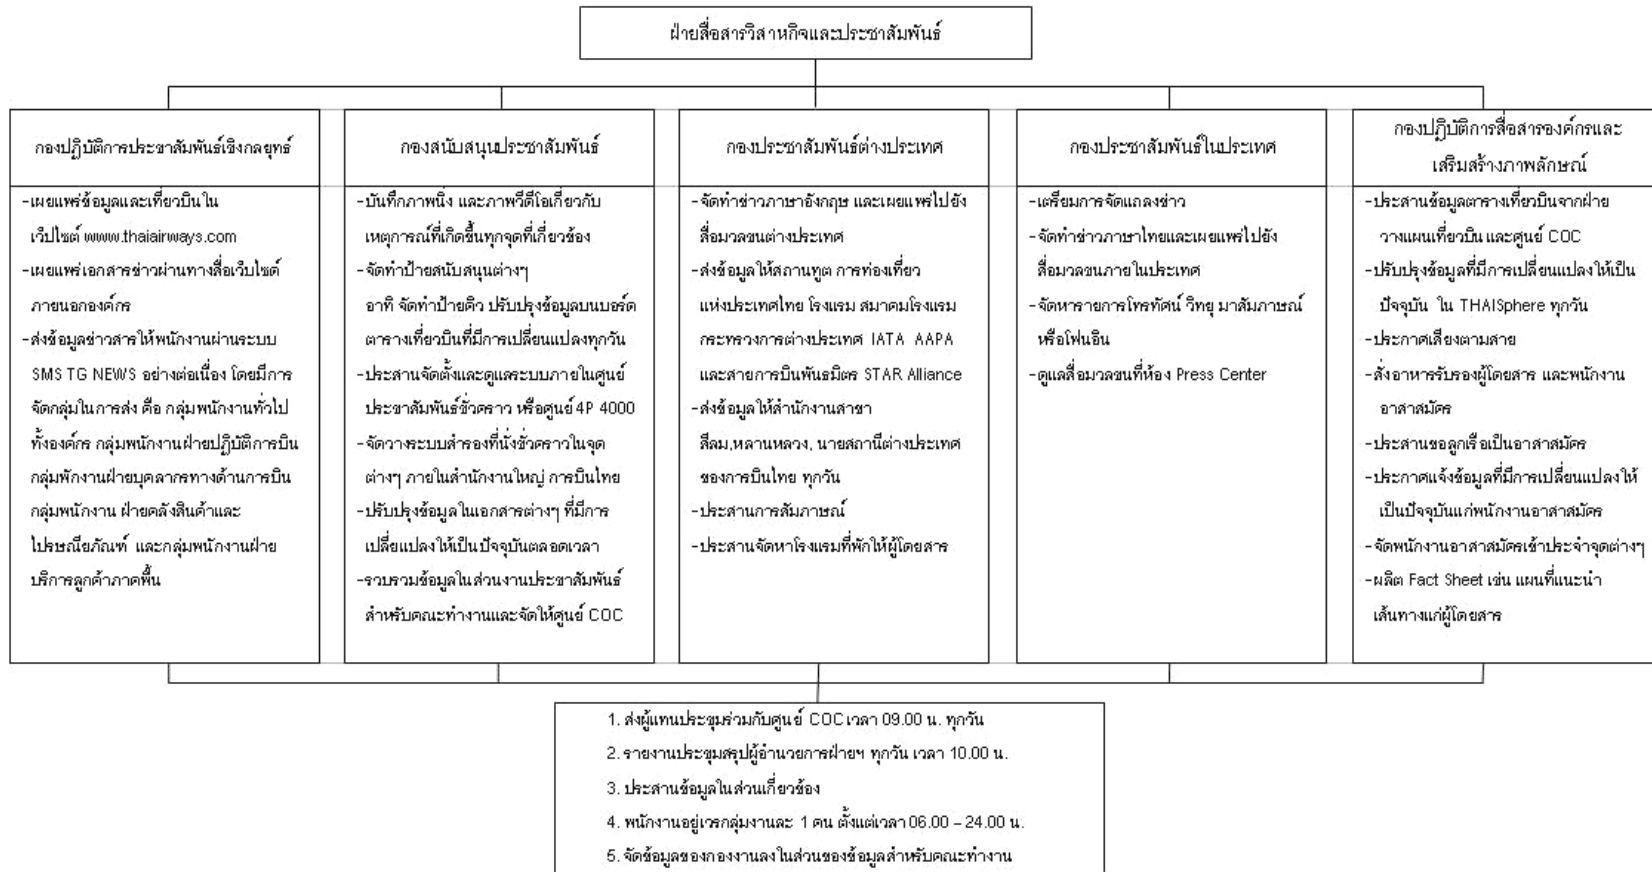 ฝ่ายสื่อสารวิสาหกิจและประชาสัมพันธ์
กองปฏิบัติการประชาสัมพันธ์เชิงกลยุทธ์
-เผยแพร่ข้อมูลและเที่ยวบินใน
เว็ปไซต์ www.thaiairways.com
-เผยแพร่เอกสารข่าวผ่านทางสื่อเว็บไซต์
ภายนอกองค์กร
-ส่งข้อมูลข่าวสารให้พนักงานผ่านระบบ
SMS TG NEWS อย่างต่อเนื่อง โดยมีการ
จัดกลุ่มในการส่ง คือ กลุ่มพนักงานทั่วไป
ทั้งองค์กร กลุ่มพนักงานฝ่ายปฏิบัติการบิน
กลุ่มพักงานฝ่ายบุคลากรทางด้านการบิน
กลุ่มพนักงาน ฝ่ายคลังสินค้าและ
ไปรษณียภัณฑ์ และกลุ่มพนักงานฝ่าย
บริการลูกค้าภาคพื้น
กองสนับสนุนประชาสัมพันธ์
-บันทึกภาพนิ่ง และภาพวีดีโอเกี่ยวกับ
เหตุการณ์ที่เกิดขึ้นทุกจุดที่เกี่ยวข้อง
-จัดทำป้ายสนับสนุนต่างๆ
อาทิ จัดทำป้ายคิว ปรับปรุงข้อมูลบนบอร์ด
ตารางเที่ยวบินที่มีการเปลี่ยนแปลงทุกวัน
-ประสานจัดตั้งและดูแลระบบภายในศูนย์
ประชาสัมพันธ์ชั่วคราว หรือศูนย์ 4P 4000
-จัดวางระบบสำรองที่นั่งชั่วคราวในจุด
ต่างๆ ภายในสำนักงานใหญ่ การบินไทย
-ปรับปรุงข้อมูลในเอกสารต่างๆ ที่มีการ
เปลี่ยแปลงให้เป็นปัจจุบันตลอดเวลา
-รวบรวมข้อมูลในส่วนงานประชาสัมพันธ์
สำหรับคณะทำงานและจัดให้ศูนย์ COC
กองประชาสัมพันธ์ต่างประเทศ
-จัดทำข่าวภาษาอังกฤษ และเผยแพร่ไปยัง
สื่อมวลชนต่างประเทศ
-ส่งข้อมูลให้สถานทูต การท่องเที่ยว
แห่งประเทศไทย โรงแรม สมาคมโรงแรม
กระทรวงการต่างประเทศ IATA AAPA
และสายการบินพันธมิตร STAR Alliance
-ส่งข้อมูลให้สำนักงานสาขา
สีลม,หลานหลวง, นายสถานีต่างประเทศ
ของการบินไทย ทุกวัน
-ประสานการสัมภาษณ์
-ประสานจัดหาโรงแรมที่พักให้ผู้โดยสาร
กองประชาสัมพันธ์ในประเทศ
-เตรียมการจัดแถลงข่าว
-จัดทำข่าวภาษาไทยและเผยแพร่ไปยัง
สื่อมวลชนภายในประเทศ
-จัดหารายการโทรทัศน์ วิทยุ มาสัมภาษณ์
หรือโฟนอิน
-ดูแลสื่อมวลชนที่ห้อง Press Center
กองปฏิบัติการสื่อสารองค์กรและ
เสริมสร้างภาพลักษณ์
-ประสานข้อมูลตารางเที่ยวบินจากฝ่าย
วางแผนเที่ยวบิน และศูนย์ COC
-ปรับปรุงข้อมูลที่มีการเปลี่ยนแปลงให้เป็น
ปัจจุบัน ใน THAISphere ทุกวัน
-ประกาศเสียงตามสาย
-สั่งอาหารรับรองผู้โดยสาร และพนักงาน
อาสาสมัคร
-ประสานขอลูกเรือเป็นอาสาสมัคร
-ประกาศแจ้งข้อมูลที่มีการเปลี่ยนแปลงให้
เป็นปัจจุบันแก่พนักงานอาสาสมัคร
-จัดพนักงานอาสาสมัครเข้าประจำจุดต่างๆ
-ผลิต Fact Sheet เช่น แผนที่แนะนำ
เส้นทางแก่ผู้โดยสาร
1. ส่งผู้แทนประชุมร่วมกับศูนย์ COC เวลา 09.00 น. ทุกวัน
2. รายงานประชุมสรุปผู้อำนวยการฝ่ายฯ ทุกวัน เวลา 10.00 น.
3. ประสานข้อมูลในส่วนเกี่ยวข้อง
4. พนักงานอยู่เวรกลุ่มงานละ 1 คน ตั้งแต่เวลา 06.00 – 24.00 น.
5. จัดข้อมูลของกองงานลงในส่วนของข้อมูลสำหรับคณะทำงาน